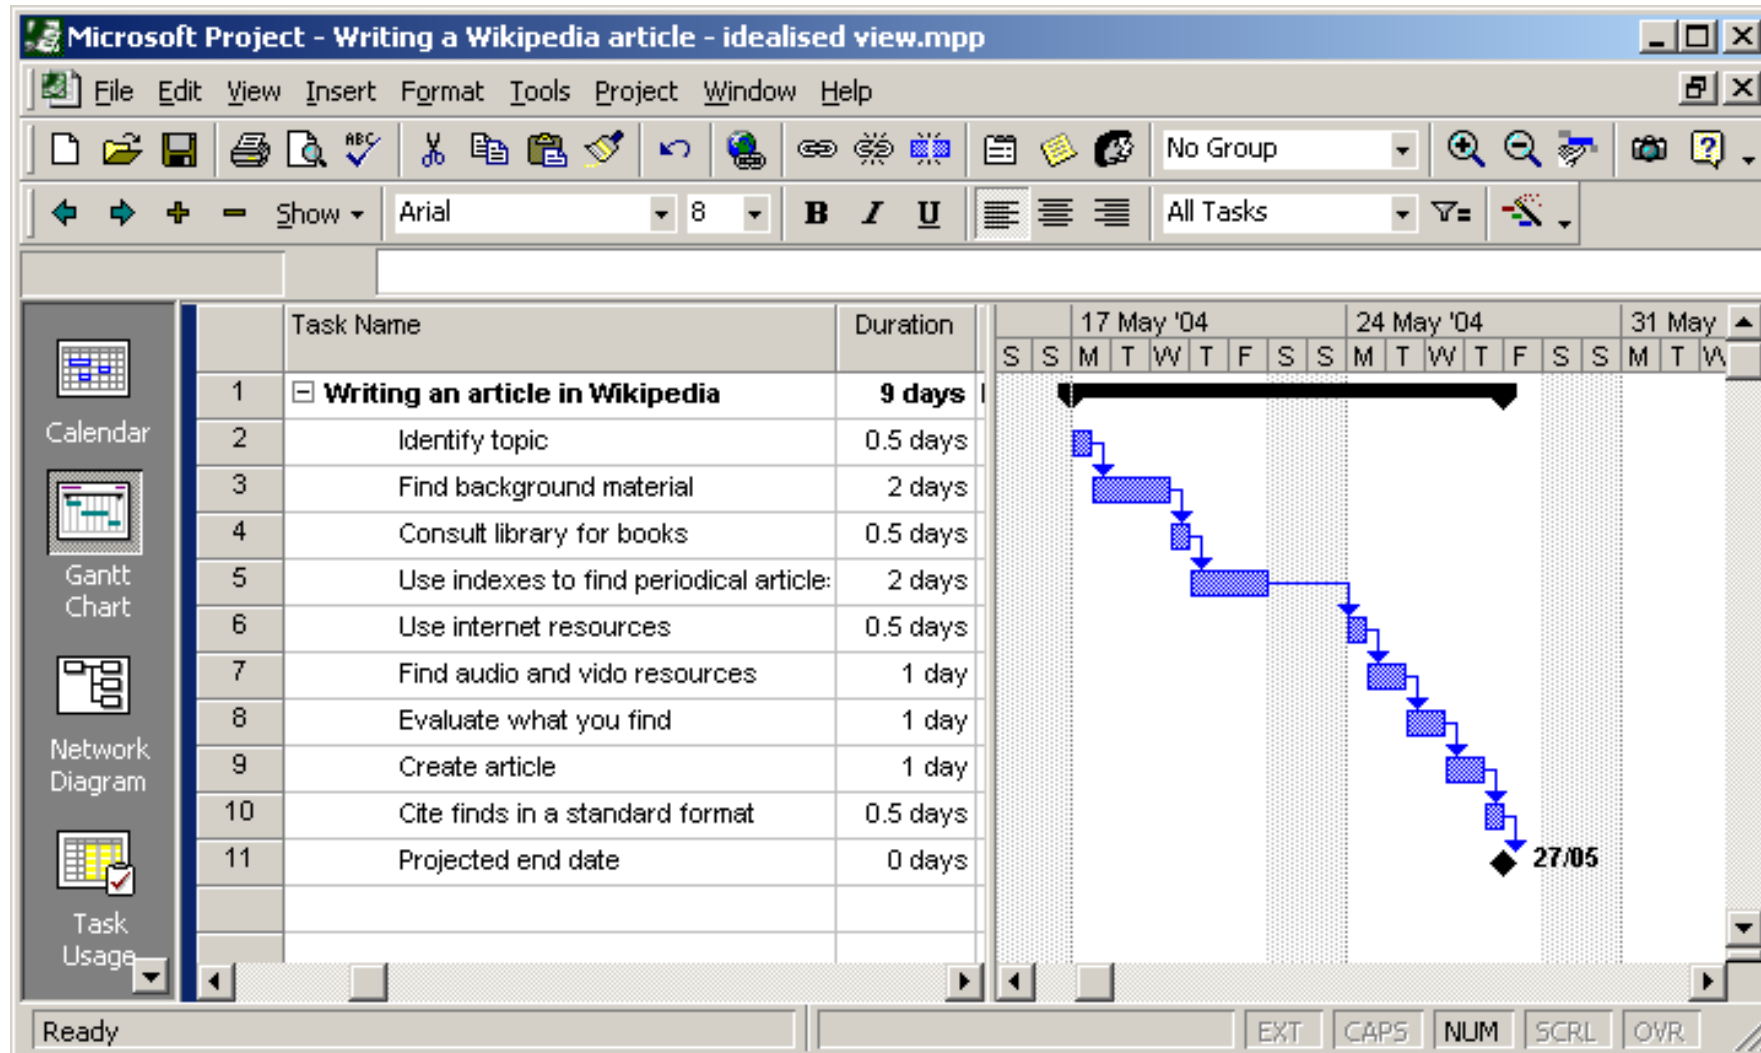 Microsoft Project - Writing a Wikipedia article - idealised view.mpp
File Edit View Insert Format Tools Project Window Help
ABC No Group
Show Arial 8 B I U All Tasks
Task Name Duration 17 May '04 24 May '04 31 May
S S M T W T F S S M T W T F S S M T W
1 Writing an article in Wikipedia 9 days
2 Identify topic 0.5 days
3 Find background material 2 days
4 Consult library for books 0.5 days
5 Use indexes to find periodical article 2 days
6 Use internet resources 0.5 days
7 Find audio and vido resources 1 day
8 Evaluate what you find 1 day
9 Create article 1 day
10 Cite finds in a standard format 0.5 days
11 Projected end date 0 days 27/05
Calendar
Gantt
Chart
Network
Diagram
Task
Usage
Ready EXT CAPS NUM SCRL OVR